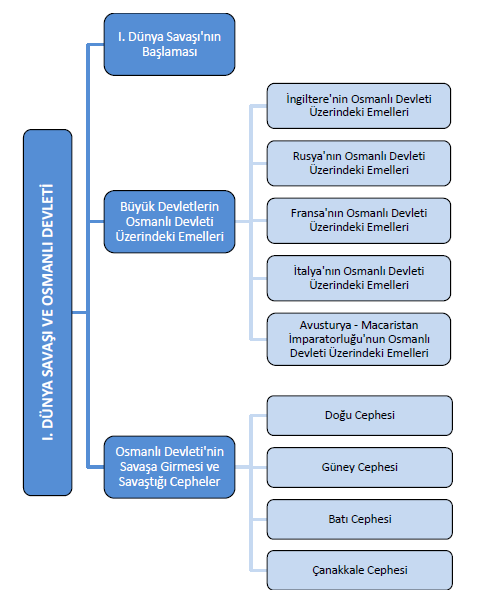 I. DÜNYA SAVAŞI VE OSMANLI DEVLETİ
I. Dünya Savaşı'nın
Başlaması
Büyük Devletlerin
Osmanlı Devleti
Üzerindeki Emelleri
İngiltere'nin Osmanlı Devleti
Üzerindeki Emelleri
Rusya'nın Osmanlı Devleti
Üzerindeki Emelleri
Fransa'nın Osmanlı Devleti
Üzerindeki Emelleri
İtalya'nın Osmanlı Devleti
Üzerindeki Emelleri
Avusturya - Macaristan
İmparatorluğu'nun Osmanlı
Devleti Üzerindeki Emelleri
Osmanlı Devleti'nin
Savaşa Girmesi ve
Savaştığı Cepheler
Doğu Cephesi
Güney Cephesi
Batı Cephesi
Çanakkale Cephesi